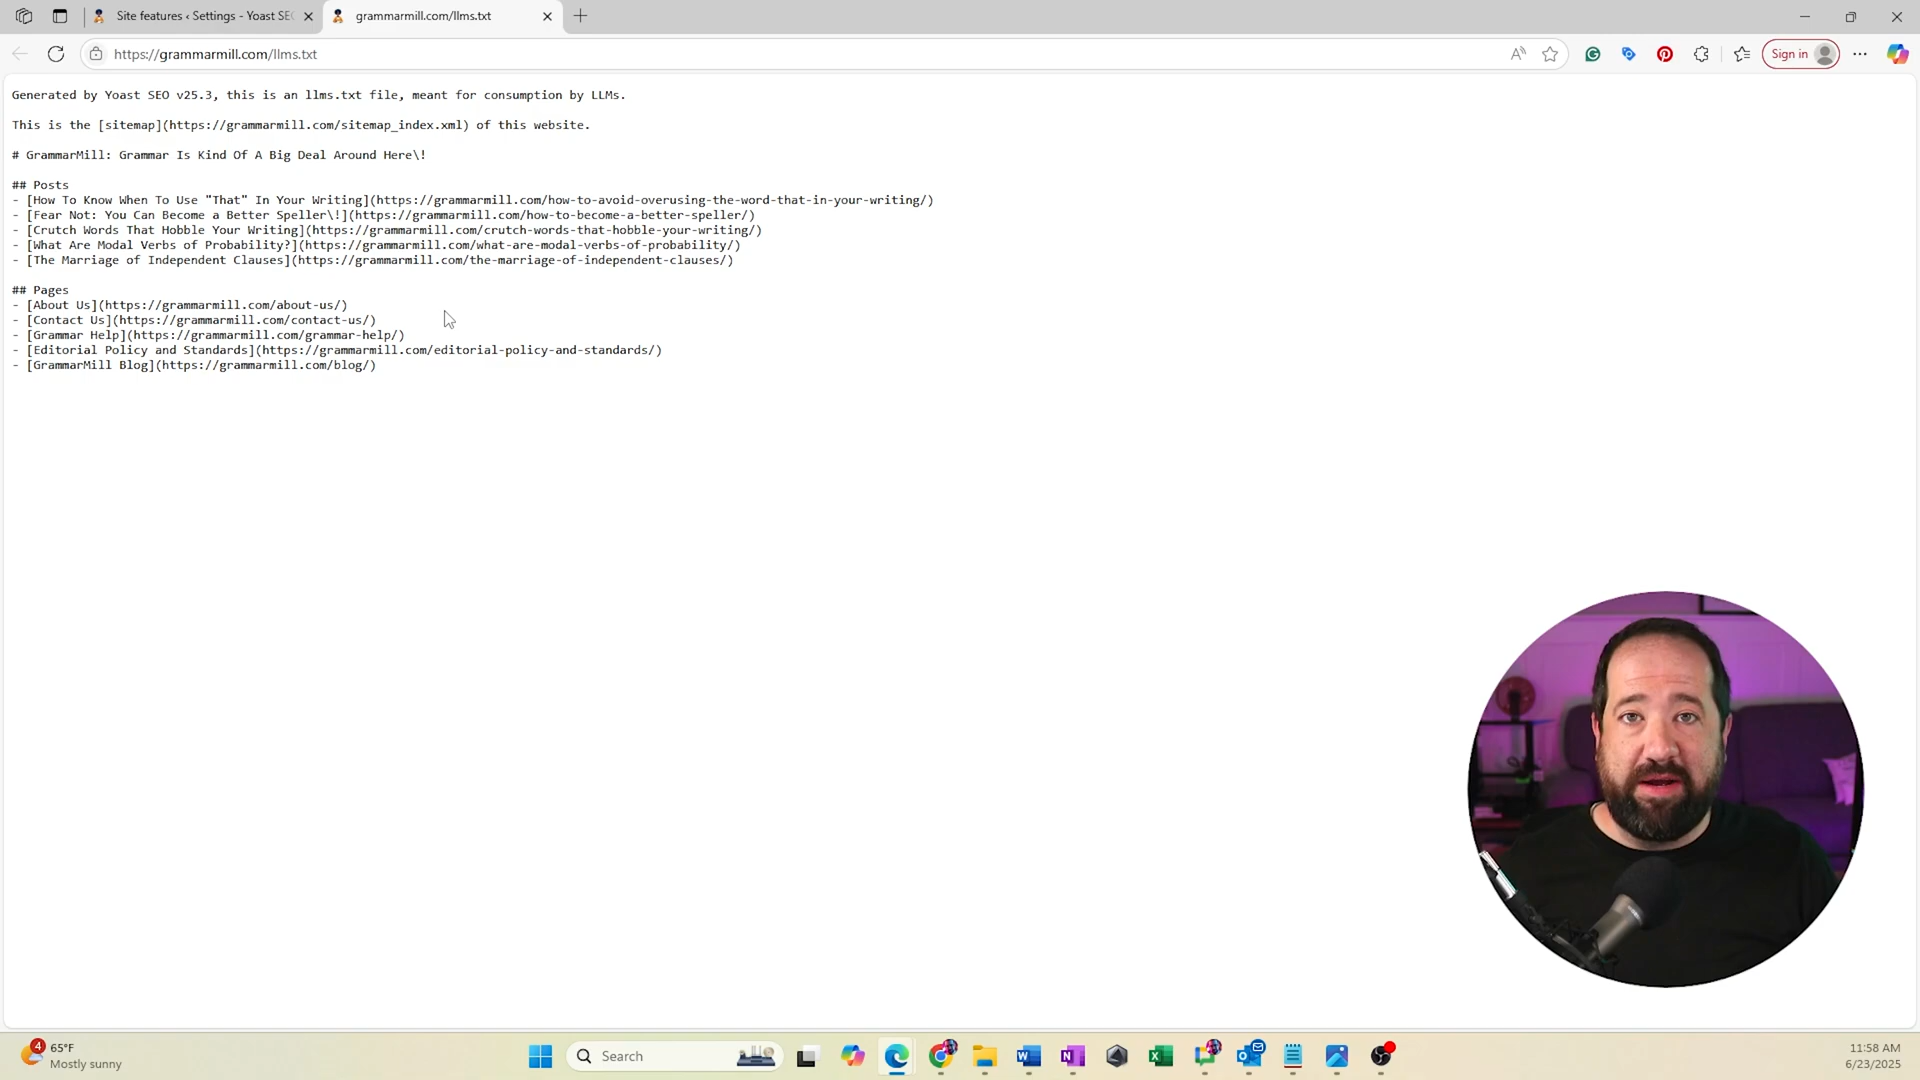 Site features ‹ Settings - Yoast SE
grammarmill.com/llms.txt
https://grammarmill.com/llms.txt
Sign in
Generated by Yoast SEO v25.3, this is an llms.txt file, meant for consumption by LLMs.
This is the [sitemap](https://grammarmill.com/sitemap_index.xml) of this website.
# GrammarMill: Grammar Is Kind Of A Big Deal Around Here\!
## Posts
- [How To Know When To Use "That" In Your Writing](https://grammarmill.com/how-to-avoid-overusing-the-word-that-in-your-writing/)
- [Fear Not: You Can Become a Better Speller\!](https://grammarmill.com/how-to-become-a-better-speller/)
- [Crutch Words That Hobble Your Writing](https://grammarmill.com/crutch-words-that-hobble-your-writing/)
- [What Are Modal Verbs of Probability?](https://grammarmill.com/what-are-modal-verbs-of-probability/)
- [The Marriage of Independent Clauses](https://grammarmill.com/the-marriage-of-independent-clauses/)
## Pages
- [About Us](https://grammarmill.com/about-us/)
- [Contact Us](https://grammarmill.com/contact-us/)
- [Grammar Help](https://grammarmill.com/grammar-help/)
- [Editorial Policy and Standards](https://grammarmill.com/editorial-policy-and-standards/)
- [GrammarMill Blog](https://grammarmill.com/blog/)
4
65°F
Mostly sunny
Search
11:58 AM
6/23/2025